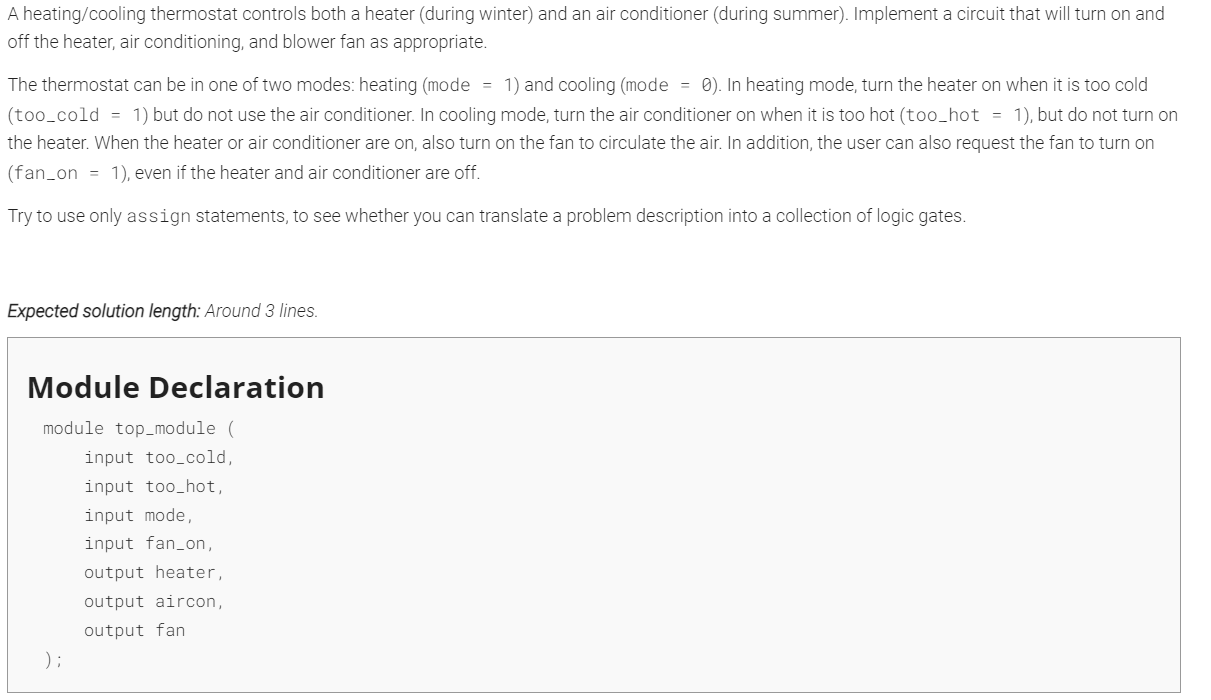 A heating/cooling thermostat controls both a heater (during winter) and an air conditioner (during summer). Implement a circuit that will turn on and
off the heater, air conditioning, and blower fan as appropriate.
The thermostat can be in one of two modes: heating (mode = 1) and cooling (mode = 0). In heating mode, turn the heater on when it is too cold
(too_cold = 1) but do not use the air conditioner. In cooling mode, turn the air conditioner on when it is too hot (too_hot = 1), but do not turn on
the heater. When the heater or air conditioner are on, also turn on the fan to circulate the air. In addition, the user can also request the fan to turn on
(fan_on = 1), even if the heater and air conditioner are off.
Try to use only assign statements, to see whether you can translate a problem description into a collection of logic gates.
Expected solution length: Around 3 lines.
Module Declaration
module top_module (
    input too_cold,
    input too_hot,
    input mode,
    input fan_on,
    output heater,
    output aircon,
    output fan
);